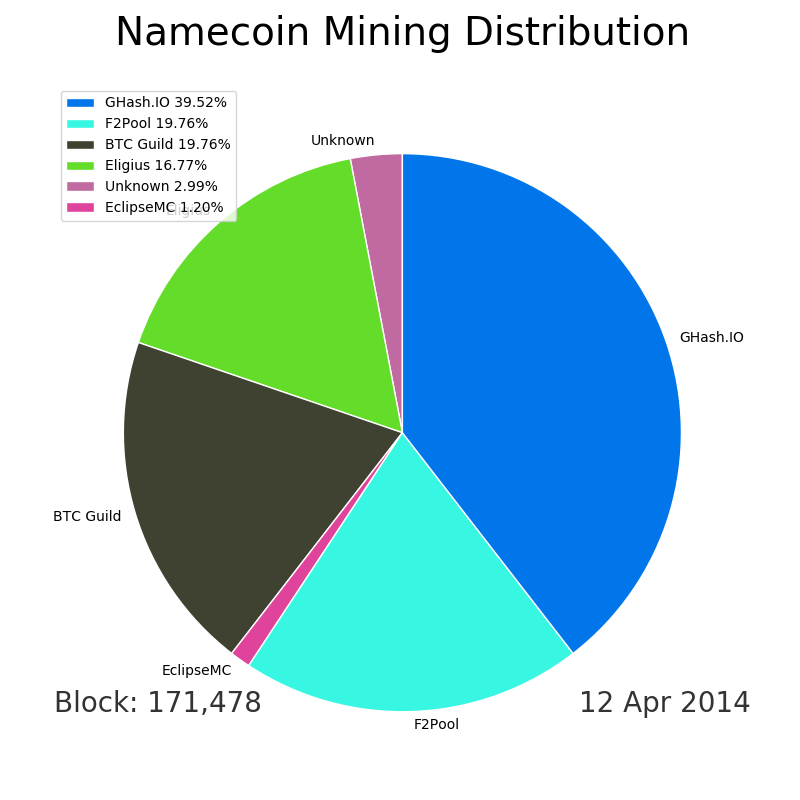 Namecoin Mining Distribution
GHash.IO 39.52%
F2Pool 19.76%
BTC Guild 19.76%
Eligius 16.77%
Unknown 2.99%
EclipseMC 1.20%
Eligius
Unknown
GHash.IO
BTC Guild
EclipseMC
F2Pool
Block: 171,478
12 Apr 2014